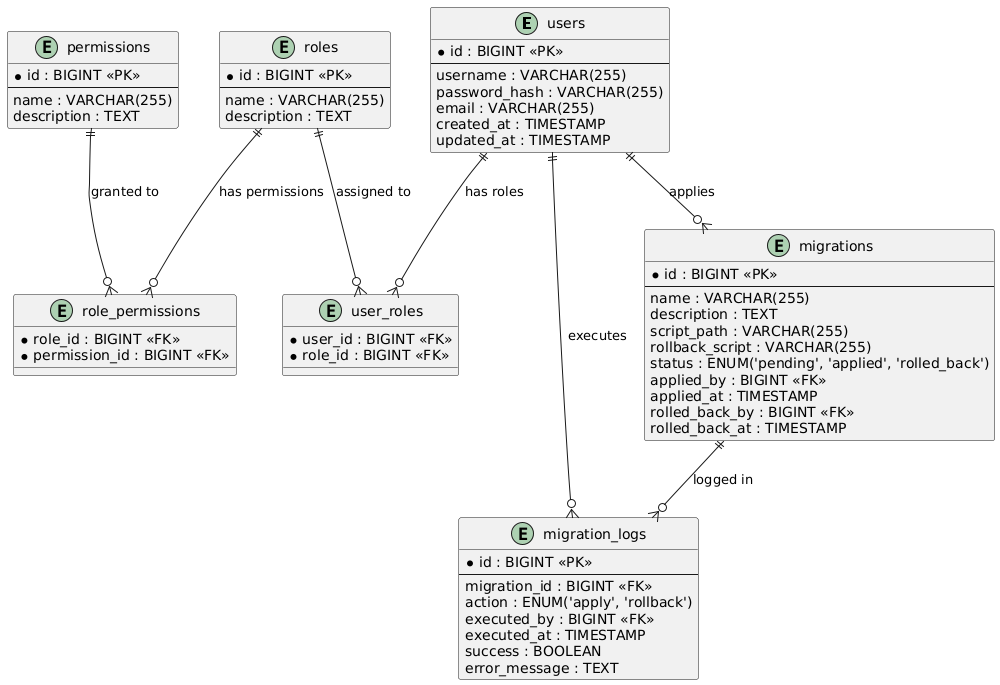 E permissions
* id : BIGINT «PK»
name : VARCHAR(255)
description : TEXT
E roles
* id : BIGINT «PK»
name : VARCHAR(255)
description : TEXT
E users
* id : BIGINT «PK»
username : VARCHAR(255)
password_hash : VARCHAR(255)
email : VARCHAR(255)
created_at : TIMESTAMP
updated_at : TIMESTAMP
granted to
has permissions
assigned to
has roles
applies
E role_permissions
* role_id : BIGINT «FK»
* permission_id : BIGINT «FK»
E user_roles
* user_id : BIGINT «FK»
* role_id : BIGINT «FK»
executes
E migrations
* id : BIGINT «PK»
name : VARCHAR(255)
description : TEXT
script_path : VARCHAR(255)
rollback_script : VARCHAR(255)
status : ENUM('pending', 'applied', 'rolled_back')
applied_by : BIGINT «FK»
applied_at : TIMESTAMP
rolled_back_by : BIGINT «FK»
rolled_back_at : TIMESTAMP
logged in
E migration_logs
* id : BIGINT «PK»
migration_id : BIGINT «FK»
action : ENUM('apply', 'rollback')
executed_by : BIGINT «FK»
executed_at : TIMESTAMP
success : BOOLEAN
error_message : TEXT